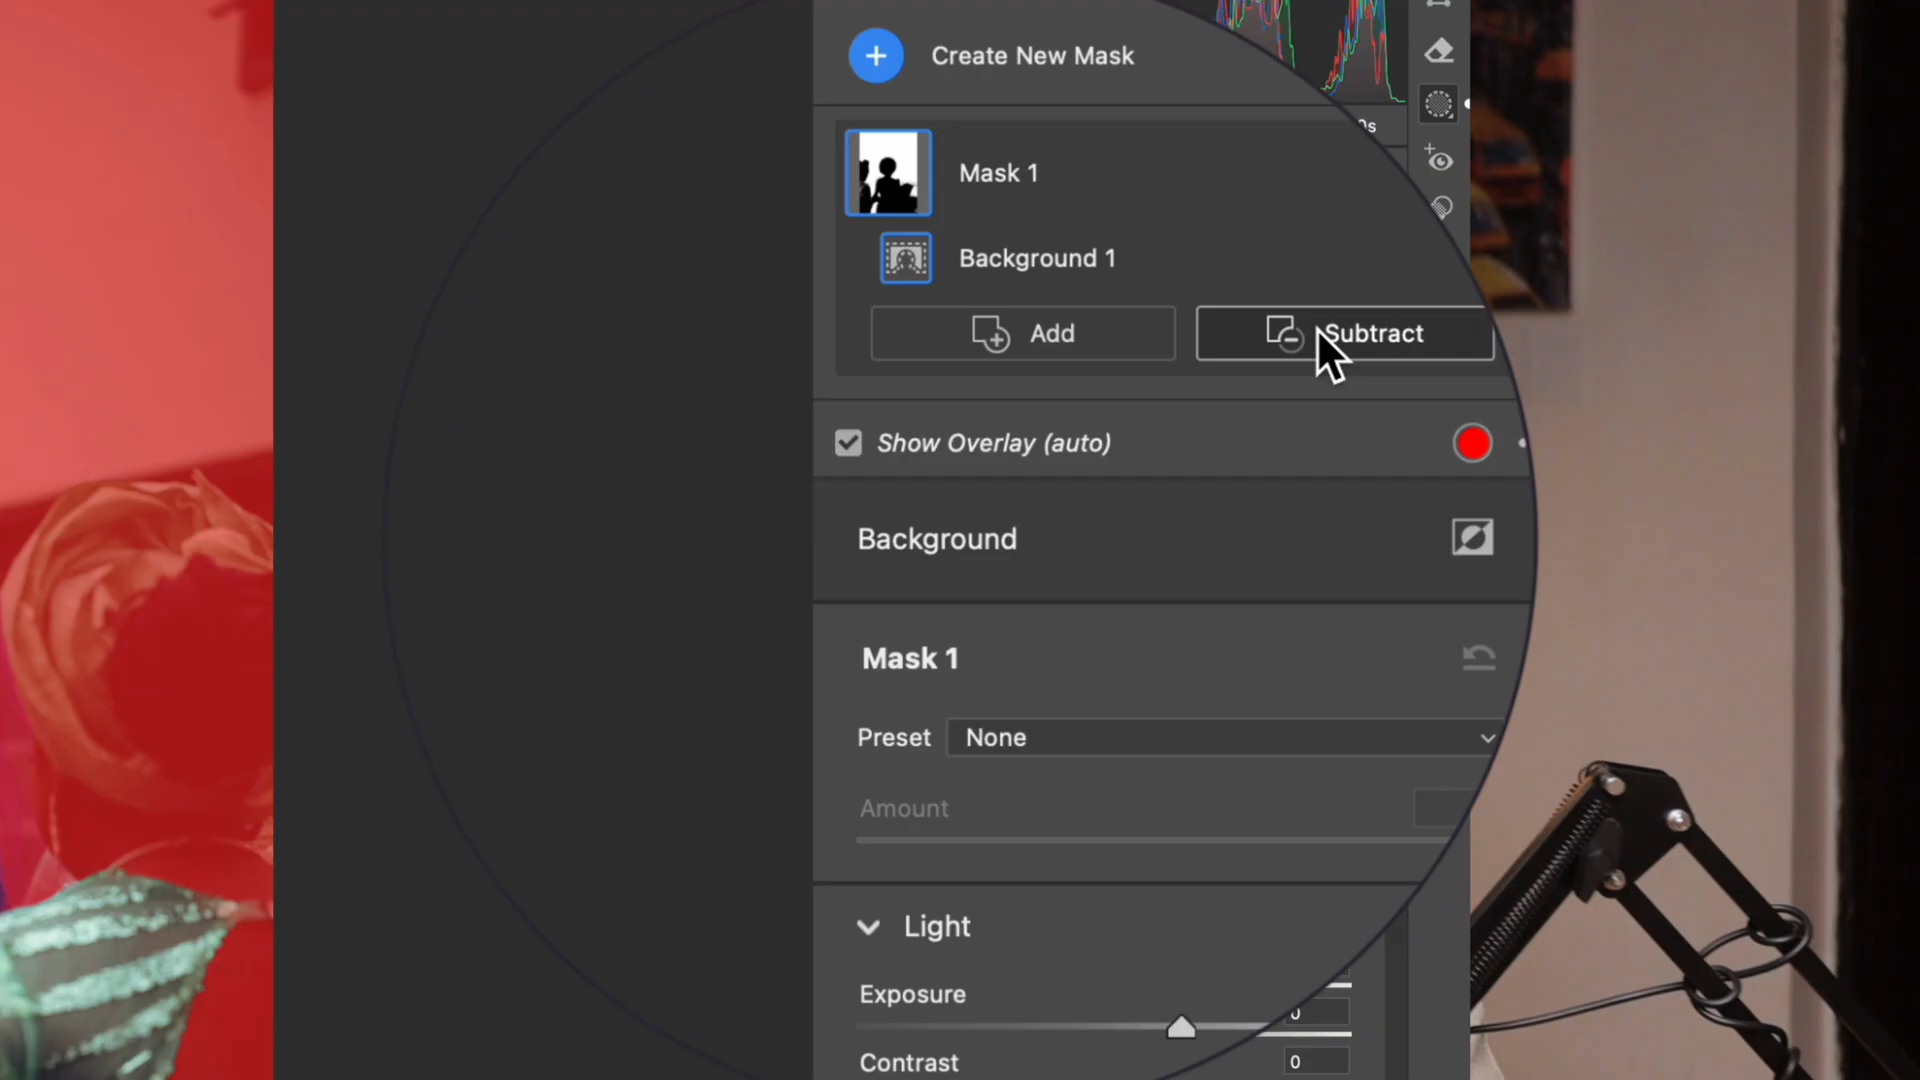 Create New Mask
Mask 1
Background 1
Add
Subtract
Show Overlay (auto)
Background
Mask 1
Preset
None
Amount
Light
Exposure
0
Contrast
0